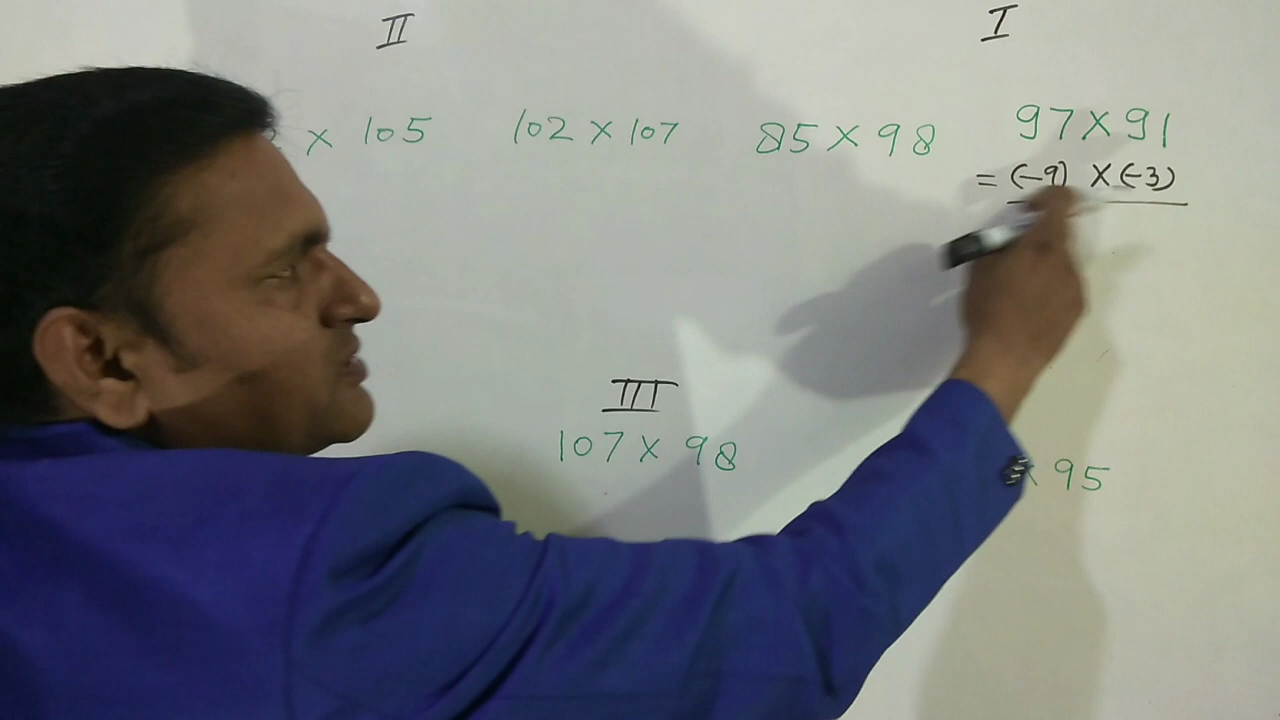 II
I
× 105
102 × 107
85 × 98
97 × 91
= (-9) × (-3)
III
107 × 98
× 95